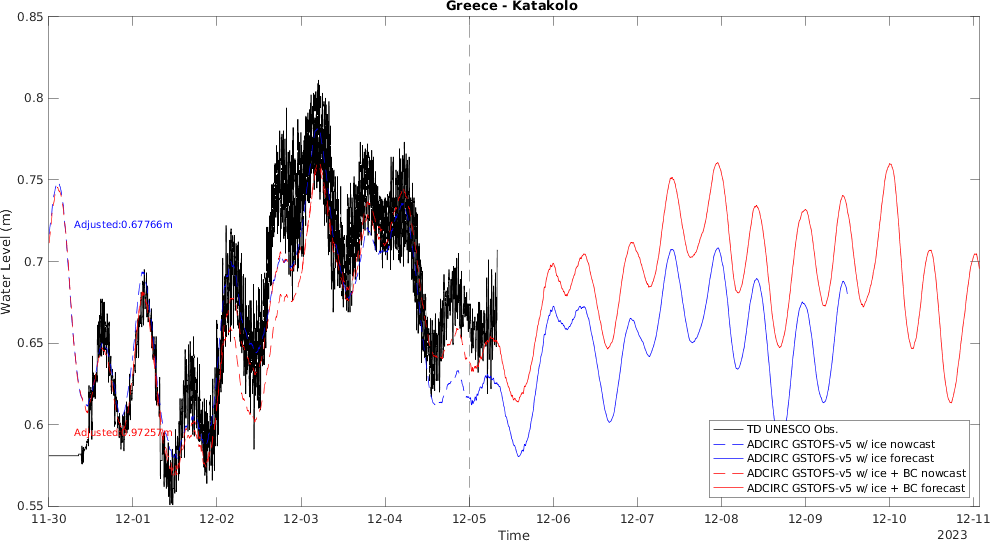 Greece - Katakolo
0.85
0.8
0.75
0.7
0.65
0.6
0.55
Water Level (m)
Adjusted:0.67766m
Adjusted:0.97257m
TD UNESCO Obs.
ADCIRC GSTOFS-v5 w/ ice nowcast
ADCIRC GSTOFS-v5 w/ ice forecast
ADCIRC GSTOFS-v5 w/ ice + BC nowcast
ADCIRC GSTOFS-v5 w/ ice + BC forecast
11-30 12-01 12-02 12-03 12-04 12-05 12-06 12-07 12-08 12-09 12-10 12-11
Time
2023